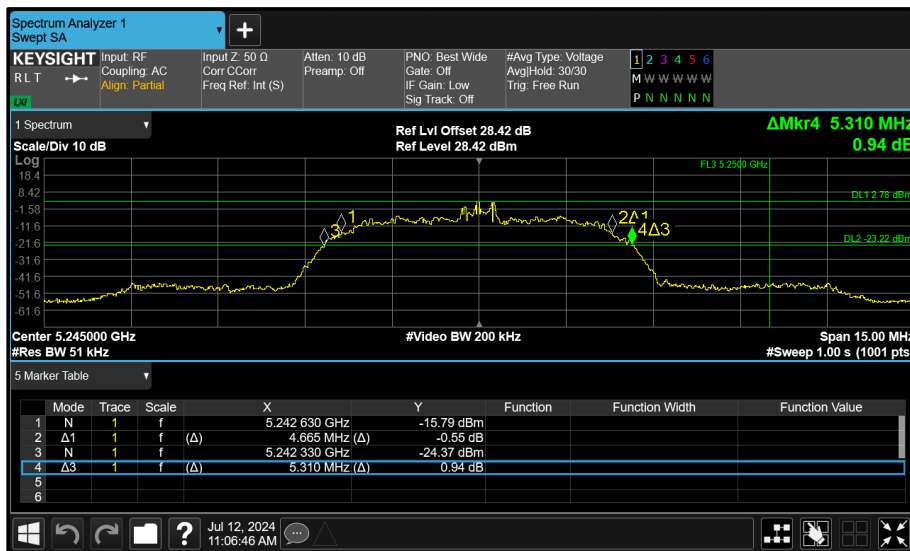 Spectrum Analyzer 1
Swept SA
KEYSIGHT
R L T
LXI
Input: RF
Coupling: AC
Align: Partial
Input Z: 50 Ω
Corr CCorr
Freq Ref: Int (S)
Atten: 10 dB
Preamp: Off
PNO: Best Wide
Gate: Off
IF Gain: Low
Sig Track: Off
#Avg Type: Voltage
Avg|Hold: 30/30
Trig: Free Run
1 2 3 4 5 6
M W W W W W
P N N N N N
1 Spectrum
Scale/Div 10 dB
Ref Lvl Offset 28.42 dB
Ref Level 28.42 dBm
ΔMkr4 5.310 MHz
0.94 dB
Log
18.4
8.42
-1.58
-11.6
-21.6
-31.6
-41.6
-51.6
-61.6
FL3 5.2500 GHz
DL1 2.78 dBm
DL2 -23.22 dBm
1
3
2Δ1
4Δ3
Center 5.245000 GHz
#Video BW 200 kHz
Span 15.00 MHz
#Res BW 51 kHz
#Sweep 1.00 s (1001 pts
5 Marker Table
Mode Trace Scale X Y Function Function Width Function Value
1 N 1 f 5.242 630 GHz -15.79 dBm
2 Δ1 1 f (Δ) 4.665 MHz (Δ) -0.55 dB
3 N 1 f 5.242 330 GHz -24.37 dBm
4 Δ3 1 f (Δ) 5.310 MHz (Δ) 0.94 dB
5
6
?
Jul 12, 2024
11:06:46 AM